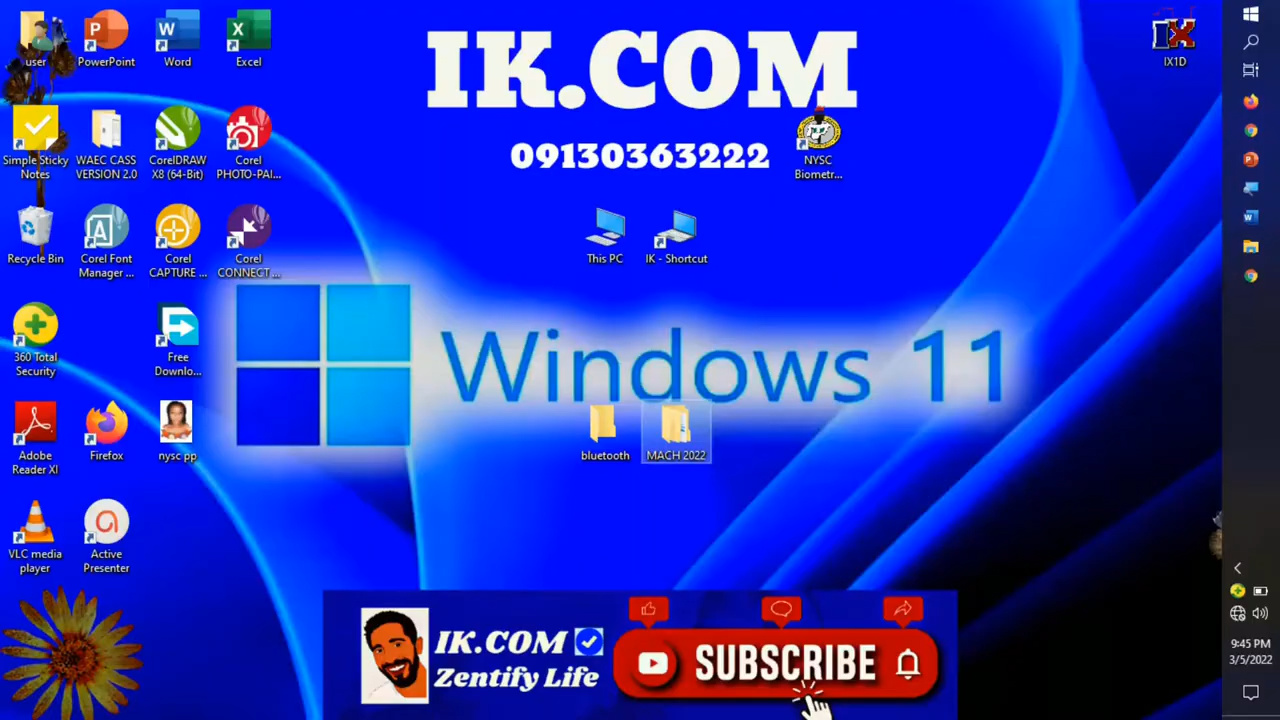 IK.COM
09130363222
user
PowerPoint
Word
Excel
IX1D
Simple Sticky
Notes
WAEC CASS
VERSION 2.0
CorelDRAW
X8 (64-Bit)
Corel
PHOTO-PAI...
NYSC
Biometr...
Recycle Bin
Corel Font
Manager ...
Corel
CAPTURE ...
Corel
CONNECT ...
This PC
IK - Shortcut
360 Total
Security
Free
Downlo...
Windows 11
Adobe
Reader XI
Firefox
nysc pp
bluetooth
MACH 2022
VLC media
player
Active
Presenter
IK.COM
Zentify Life
SUBSCRIBE
9:45 PM
3/5/2022